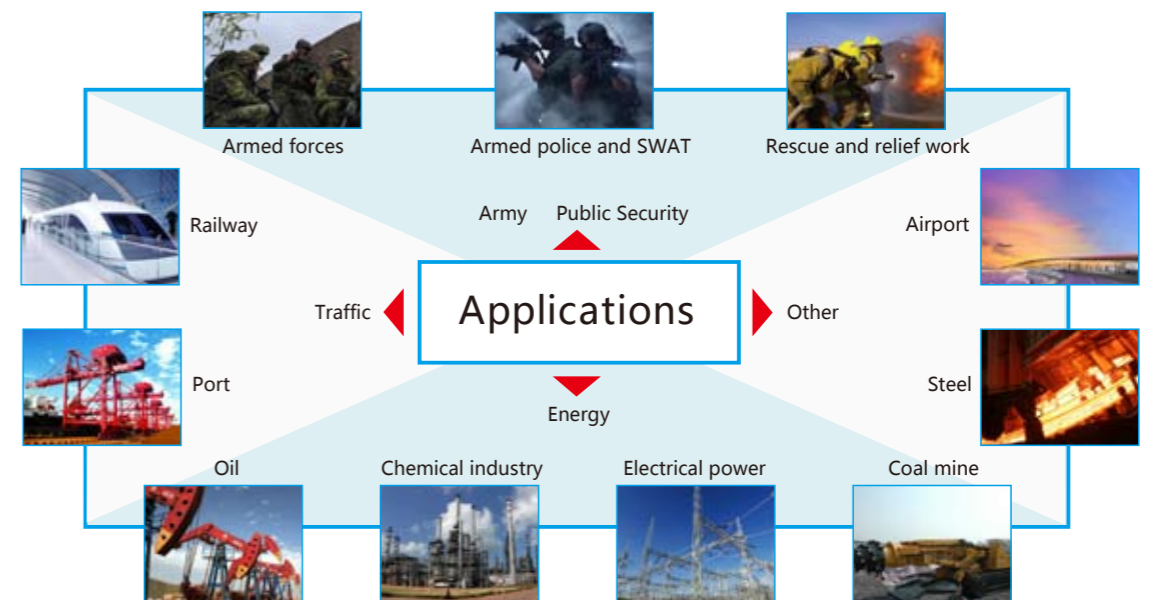 Armed forces
Armed police and SWAT
Rescue and relief work
Railway
Army Public Security
Airport
Traffic
Applications
Other
Port
Energy
Steel
Oil
Chemical industry
Electrical power
Coal mine